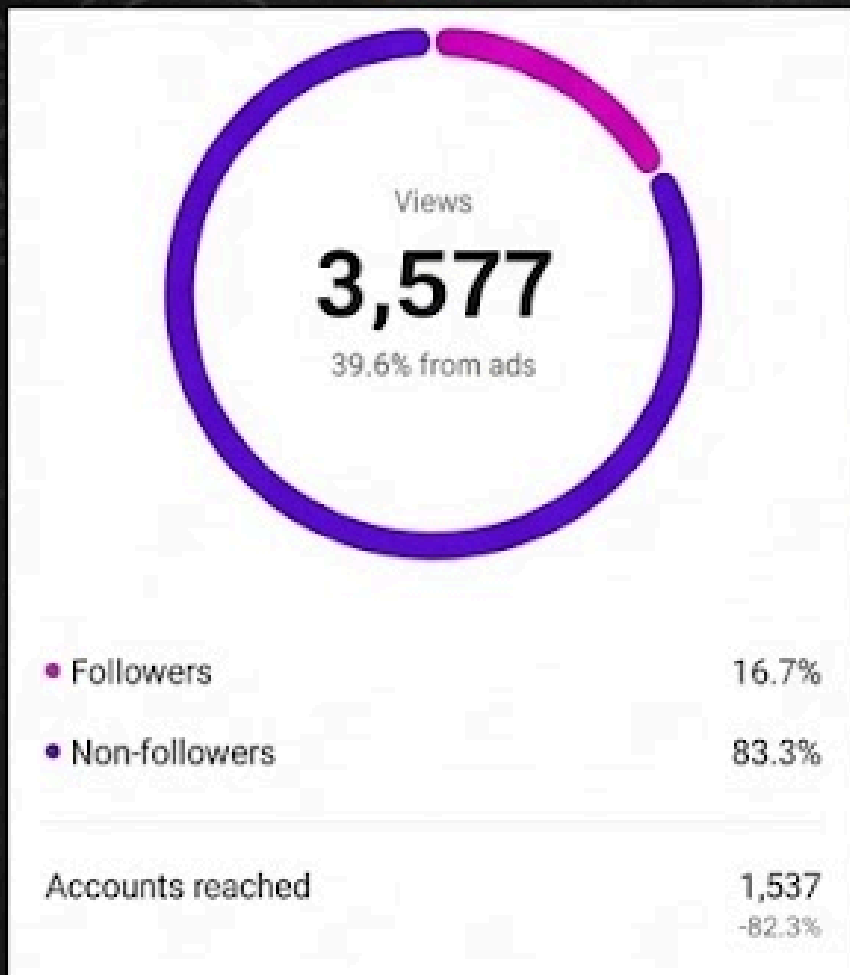 Views
3,577
39.6% from ads
Followers 16.7%
Non-followers 83.3%
Accounts reached 1,537
-82.3%